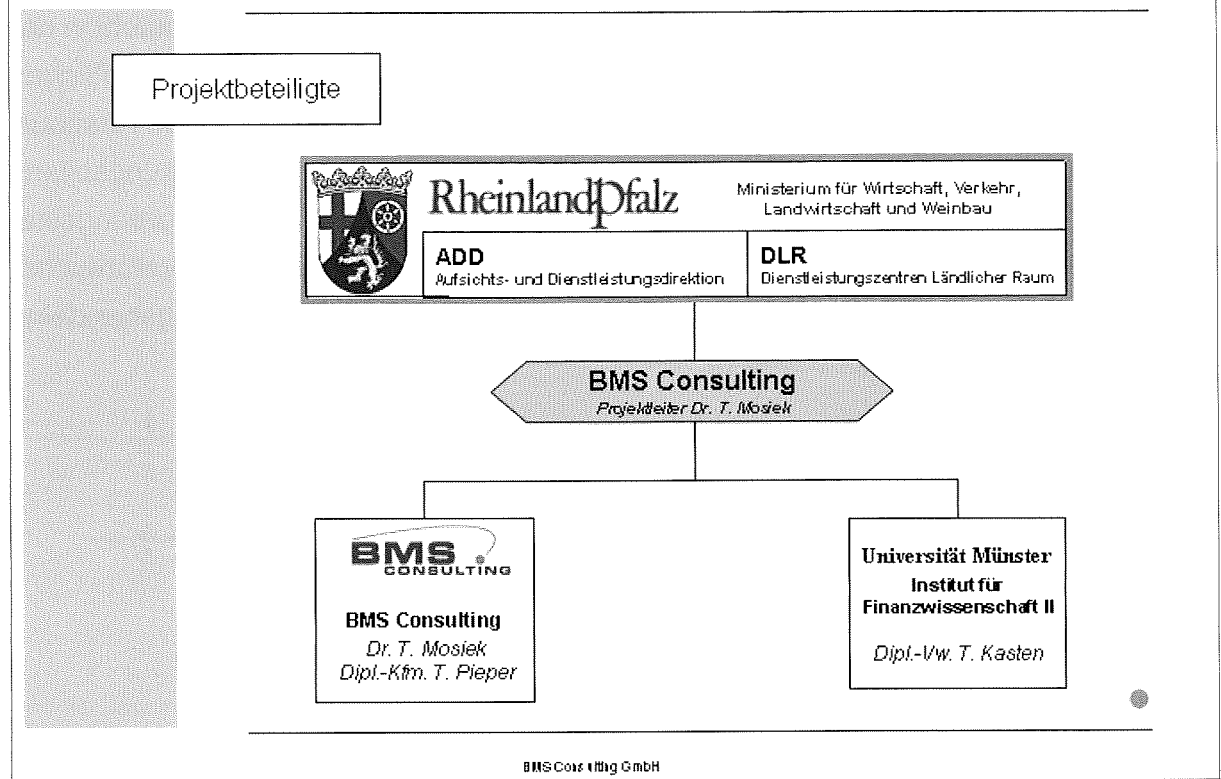 Projektbeteiligte
RheinlandPfalz
Ministerium für Wirtschaft, Verkehr,
Landwirtschaft und Weinbau
ADD
Aufsichts- und Dienstleistungsdirektion
DLR
Dienstleistungszentren Ländlicher Raum
BMS Consulting
Projektleiter Dr. T. Mosiek
BMS
CONSULTING
BMS Consulting
Dr. T. Mosiek
Dipl.-Kfm. T. Pieper
Universität Münster
Institut für
Finanzwissenschaft II
Dipl.-Vw. T. Kasten
BMS Consulting GmbH